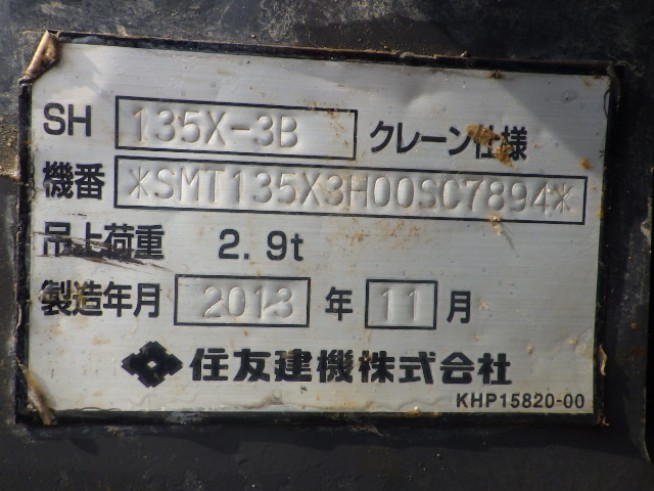 SH 135X-3B クレーン仕様
機番 *SMT135X3H00SC7894*
吊上荷重 2.9t
製造年月 2013 年 11 月
住友建機株式会社
KHP15820-00